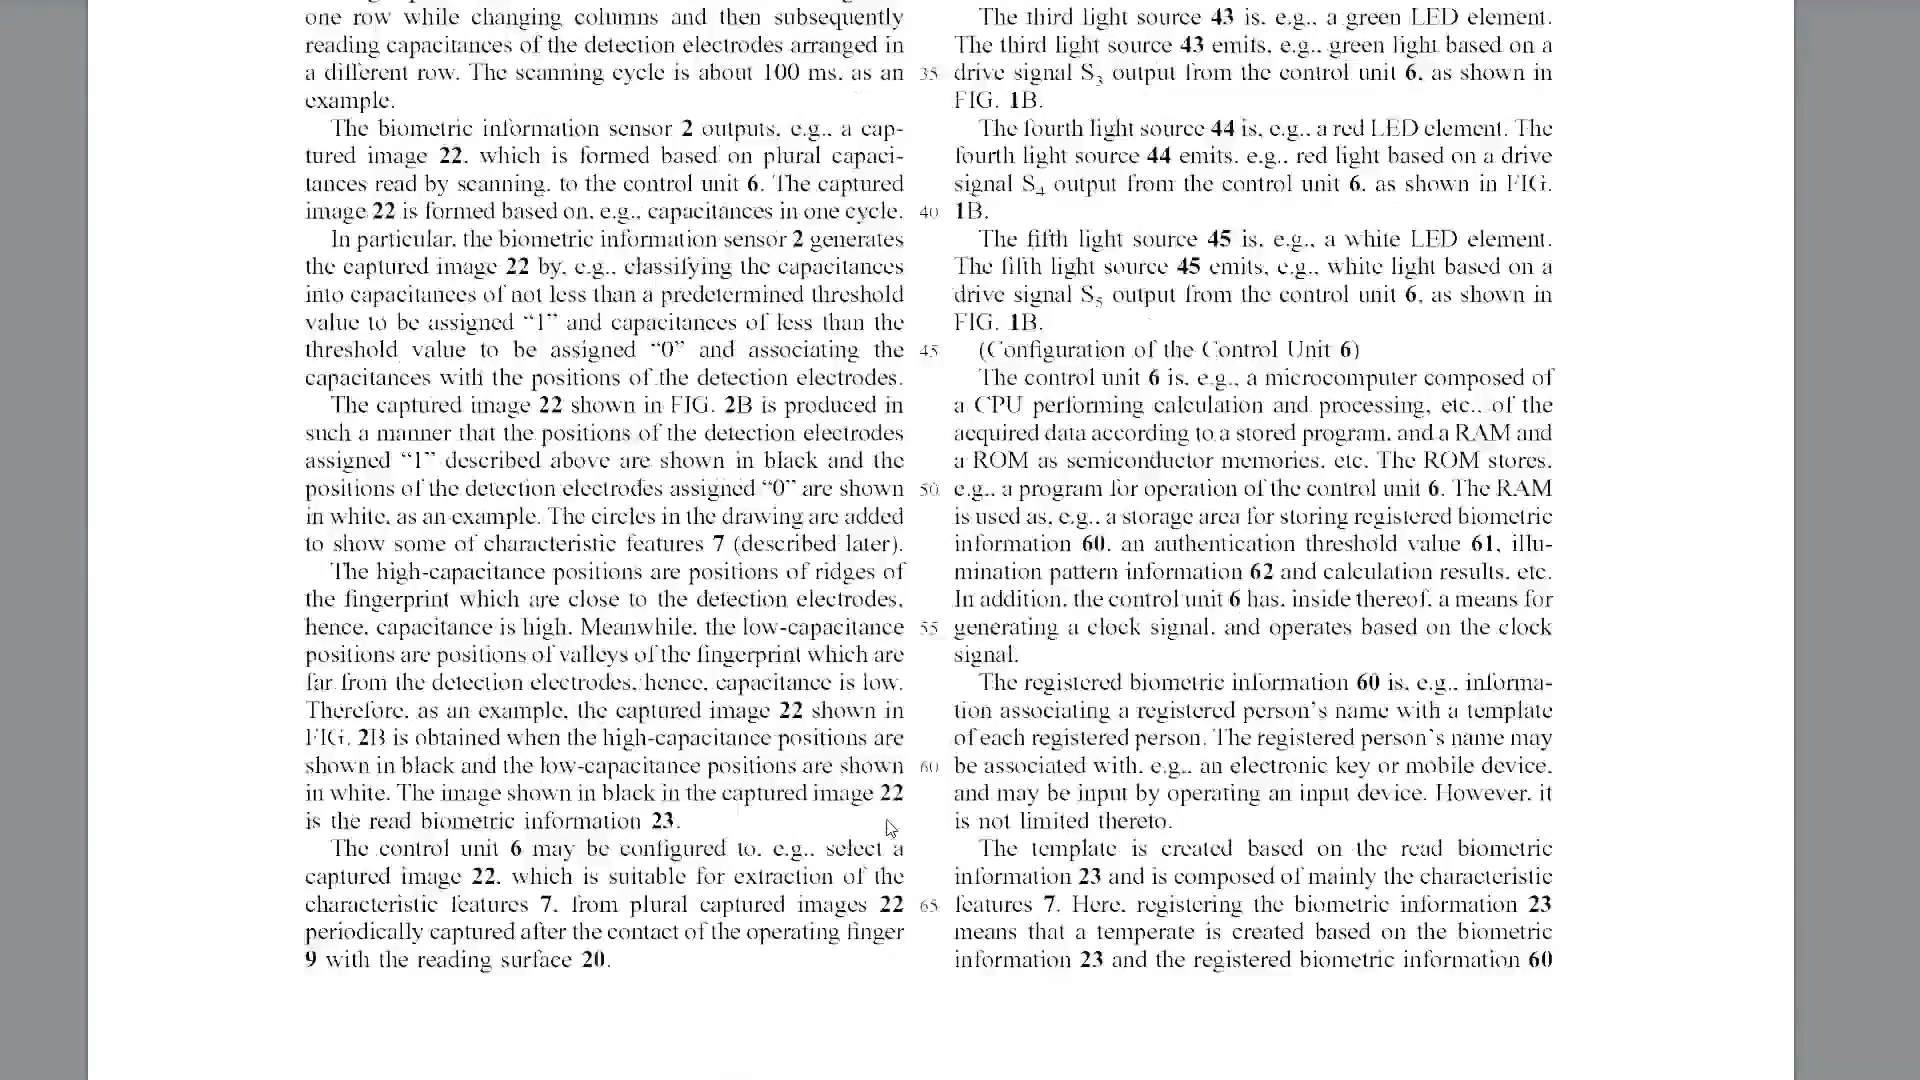 one row while changing columns and then subsequently
reading capacitances of the detection electrodes arranged in
a different row. The scanning cycle is about 100 ms, as an
example.
The biometric information sensor 2 outputs, e.g., a cap-
tured image 22, which is formed based on plural capaci-
tances read by scanning, to the control unit 6. The captured
image 22 is formed based on, e.g., capacitances in one cycle.
In particular, the biometric information sensor 2 generates
the captured image 22 by, e.g., classifying the capacitances
into capacitances of not less than a predetermined threshold
value to be assigned “1” and capacitances of less than the
threshold value to be assigned “0” and associating the
capacitances with the positions of the detection electrodes.
The captured image 22 shown in FIG. 2B is produced in
such a manner that the positions of the detection electrodes
assigned “1” described above are shown in black and the
positions of the detection electrodes assigned “0” are shown
in white, as an example. The circles in the drawing are added
to show some of characteristic features 7 (described later).
The high-capacitance positions are positions of ridges of
the fingerprint which are close to the detection electrodes,
hence, capacitance is high. Meanwhile, the low-capacitance
positions are positions of valleys of the fingerprint which are
far from the detection electrodes, hence, capacitance is low.
Therefore, as an example, the captured image 22 shown in
FIG. 2B is obtained when the high-capacitance positions are
shown in black and the low-capacitance positions are shown
in white. The image shown in black in the captured image 22
is the read biometric information 23.
The control unit 6 may be configured to, e.g., select a
captured image 22, which is suitable for extraction of the
characteristic features 7, from plural captured images 22
periodically captured after the contact of the operating finger
9 with the reading surface 20.
35
40
45
50
55
60
65
The third light source 43 is, e.g., a green LED element.
The third light source 43 emits, e.g., green light based on a
drive signal S3 output from the control unit 6, as shown in
FIG. 1B.
The fourth light source 44 is, e.g., a red LED element. The
fourth light source 44 emits, e.g., red light based on a drive
signal S4 output from the control unit 6, as shown in FIG.
1B.
The fifth light source 45 is, e.g., a white LED element.
The fifth light source 45 emits, e.g., white light based on a
drive signal S5 output from the control unit 6, as shown in
FIG. 1B.
(Configuration of the Control Unit 6)
The control unit 6 is, e.g., a microcomputer composed of
a CPU performing calculation and processing, etc., of the
acquired data according to a stored program, and a RAM and
a ROM as semiconductor memories, etc. The ROM stores,
e.g., a program for operation of the control unit 6. The RAM
is used as, e.g., a storage area for storing registered biometric
information 60, an authentication threshold value 61, illu-
mination pattern information 62 and calculation results, etc.
In addition, the control unit 6 has, inside thereof, a means for
generating a clock signal, and operates based on the clock
signal.
The registered biometric information 60 is, e.g., informa-
tion associating a registered person’s name with a template
of each registered person. The registered person’s name may
be associated with, e.g., an electronic key or mobile device,
and may be input by operating an input device. However, it
is not limited thereto.
The template is created based on the read biometric
information 23 and is composed of mainly the characteristic
features 7. Here, registering the biometric information 23
means that a temperate is created based on the biometric
information 23 and the registered biometric information 60